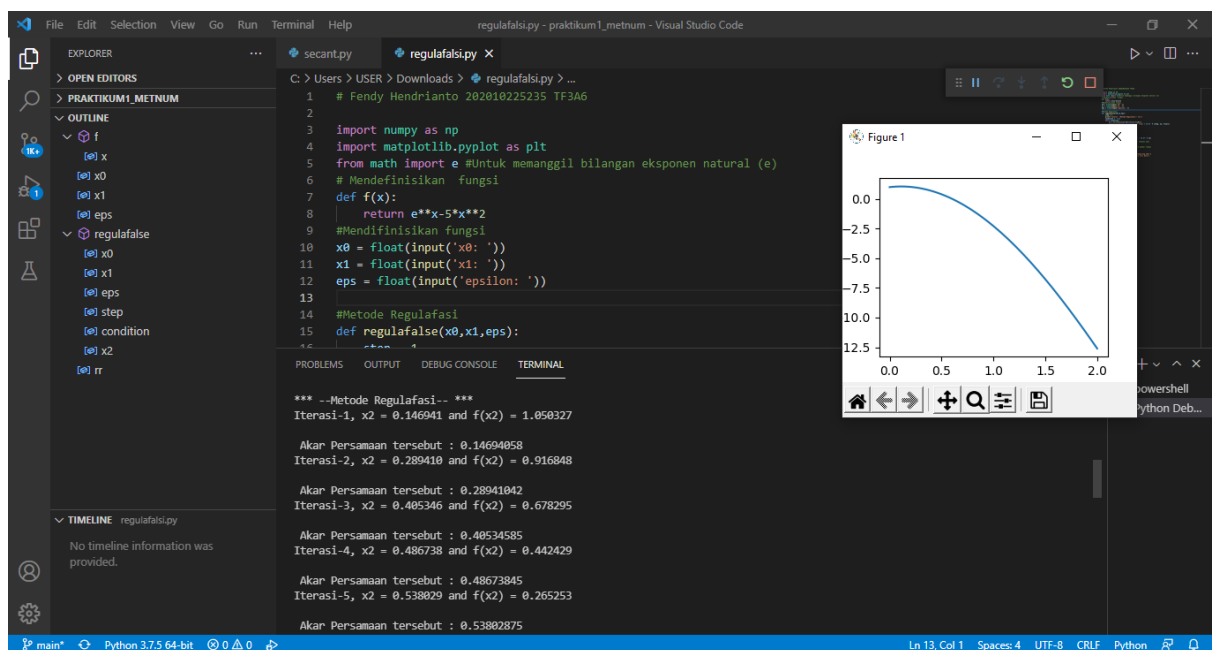 File Edit Selection View Go Run Terminal Help
regulafalsi.py - praktikum1_metnum - Visual Studio Code
EXPLORER
OPEN EDITORS
PRAKTIKUM1_METNUM
OUTLINE
f
x
x0
x1
eps
regulafalse
x0
x1
eps
step
condition
x2
rr
TIMELINE regulafalsi.py
No timeline information was
provided.
1K+
1
secant.py
regulafalsi.py
C: > Users > USER > Downloads > regulafalsi.py > ...
1 # Fendy Hendrianto 202010225235 TF3A6
2
3 import numpy as np
4 import matplotlib.pyplot as plt
5 from math import e #Untuk memanggil bilangan eksponen natural (e)
6 # Mendefinisikan fungsi
7 def f(x):
8 return e**x-5*x**2
9 #Mendifinisikan fungsi
10 x0 = float(input('x0: '))
11 x1 = float(input('x1: '))
12 eps = float(input('epsilon: '))
13
14 #Metode Regulafasi
15 def regulafalse(x0,x1,eps):
16 step = 1
PROBLEMS OUTPUT DEBUG CONSOLE TERMINAL
*** --Metode Regulafasi-- ***
Iterasi-1, x2 = 0.146941 and f(x2) = 1.050327
Akar Persamaan tersebut : 0.14694058
Iterasi-2, x2 = 0.289410 and f(x2) = 0.916848
Akar Persamaan tersebut : 0.28941042
Iterasi-3, x2 = 0.405346 and f(x2) = 0.678295
Akar Persamaan tersebut : 0.40534585
Iterasi-4, x2 = 0.486738 and f(x2) = 0.442429
Akar Persamaan tersebut : 0.48673845
Iterasi-5, x2 = 0.538029 and f(x2) = 0.265253
Akar Persamaan tersebut : 0.53802875
Figure 1
0.0
−2.5
−5.0
−7.5
10.0
12.5
0.0 0.5 1.0 1.5 2.0
powershell
Python Deb...
main* Python 3.7.5 64-bit 0 0 Ln 13, Col 1 Spaces: 4 UTF-8 CRLF Python